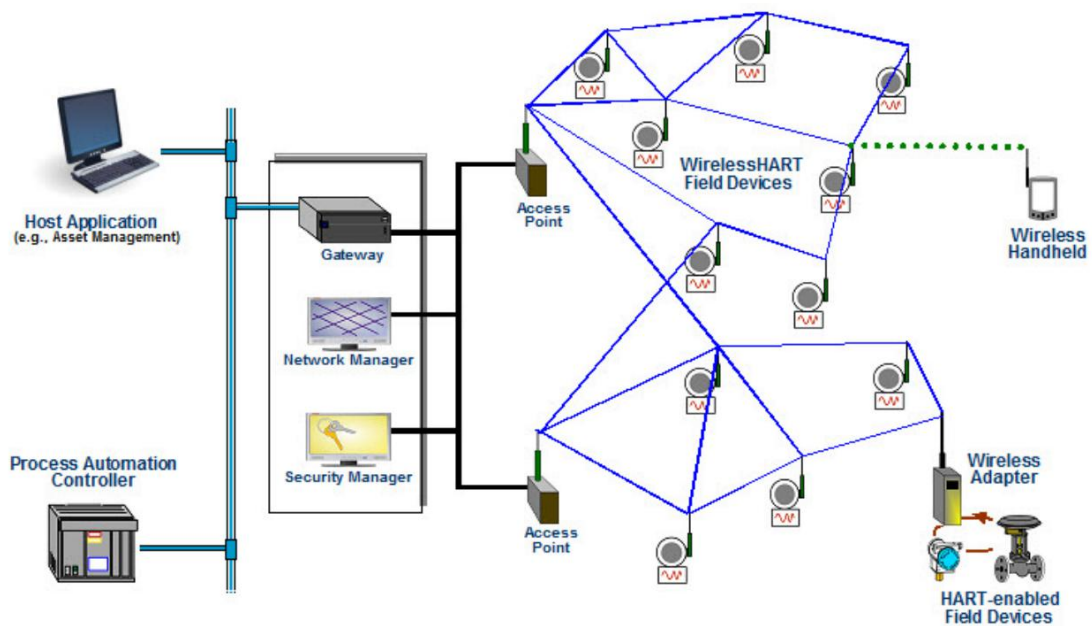 Host Application
(e.g., Asset Management)
Gateway
Network Manager
Security Manager
Process Automation
Controller
Access
Point
WirelessHART
Field Devices
Wireless
Handheld
Access
Point
Wireless
Adapter
HART-enabled
Field Devices